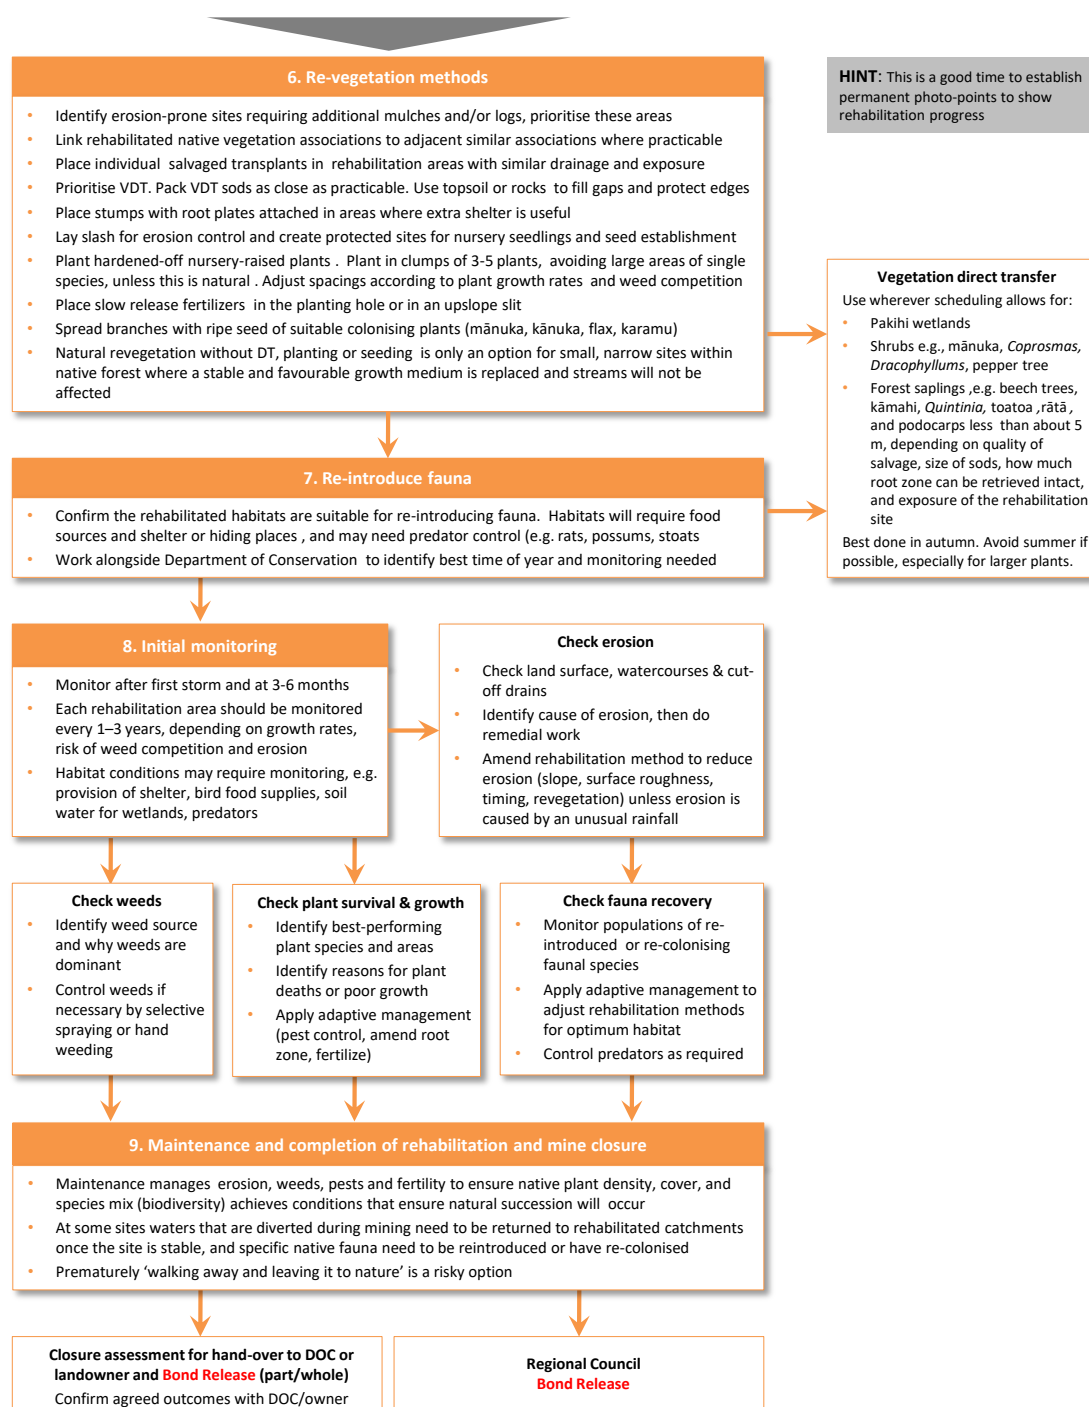 6. Re-vegetation methods
• Identify erosion-prone sites requiring additional mulches and/or logs, prioritise these areas
• Link rehabilitated native vegetation associations to adjacent similar associations where practicable
• Place individual salvaged transplants in rehabilitation areas with similar drainage and exposure
• Prioritise VDT. Pack VDT sods as close as practicable. Use topsoil or rocks to fill gaps and protect edges
• Place stumps with root plates attached in areas where extra shelter is useful
• Lay slash for erosion control and create protected sites for nursery seedlings and seed establishment
• Plant hardened-off nursery-raised plants . Plant in clumps of 3-5 plants, avoiding large areas of single
species, unless this is natural . Adjust spacings according to plant growth rates and weed competition
• Place slow release fertilizers in the planting hole or in an upslope slit
• Spread branches with ripe seed of suitable colonising plants (mānuka, kānuka, flax, karamu)
• Natural revegetation without DT, planting or seeding is only an option for small, narrow sites within
native forest where a stable and favourable growth medium is replaced and streams will not be
affected
HINT: This is a good time to establish
permanent photo-points to show
rehabilitation progress
Vegetation direct transfer
Use wherever scheduling allows for:
• Pakihi wetlands
• Shrubs e.g., mānuka, Coprosmas,
Dracophyllums, pepper tree
• Forest saplings ,e.g. beech trees,
kāmahi, Quintinia, toatoa ,rātā ,
and podocarps less than about 5
m, depending on quality of
salvage, size of sods, how much
root zone can be retrieved intact,
and exposure of the rehabilitation
site
Best done in autumn. Avoid summer if
possible, especially for larger plants.
7. Re-introduce fauna
• Confirm the rehabilitated habitats are suitable for re-introducing fauna. Habitats will require food
sources and shelter or hiding places , and may need predator control (e.g. rats, possums, stoats
• Work alongside Department of Conservation to identify best time of year and monitoring needed
8. Initial monitoring
• Monitor after first storm and at 3-6 months
• Each rehabilitation area should be monitored
every 1–3 years, depending on growth rates,
risk of weed competition and erosion
• Habitat conditions may require monitoring, e.g.
provision of shelter, bird food supplies, soil
water for wetlands, predators
Check erosion
• Check land surface, watercourses & cut-
off drains
• Identify cause of erosion, then do
remedial work
• Amend rehabilitation method to reduce
erosion (slope, surface roughness,
timing, revegetation) unless erosion is
caused by an unusual rainfall
Check weeds
• Identify weed source
and why weeds are
dominant
• Control weeds if
necessary by selective
spraying or hand
weeding
Check plant survival & growth
• Identify best-performing
plant species and areas
• Identify reasons for plant
deaths or poor growth
• Apply adaptive management
(pest control, amend root
zone, fertilize)
Check fauna recovery
• Monitor populations of re-
introduced or re-colonising
faunal species
• Apply adaptive management to
adjust rehabilitation methods
for optimum habitat
• Control predators as required
9. Maintenance and completion of rehabilitation and mine closure
• Maintenance manages erosion, weeds, pests and fertility to ensure native plant density, cover, and
species mix (biodiversity) achieves conditions that ensure natural succession will occur
• At some sites waters that are diverted during mining need to be returned to rehabilitated catchments
once the site is stable, and specific native fauna need to be reintroduced or have re-colonised
• Prematurely ‘walking away and leaving it to nature’ is a risky option
Closure assessment for hand-over to DOC or
landowner and Bond Release (part/whole)
Confirm agreed outcomes with DOC/owner
Regional Council
Bond Release